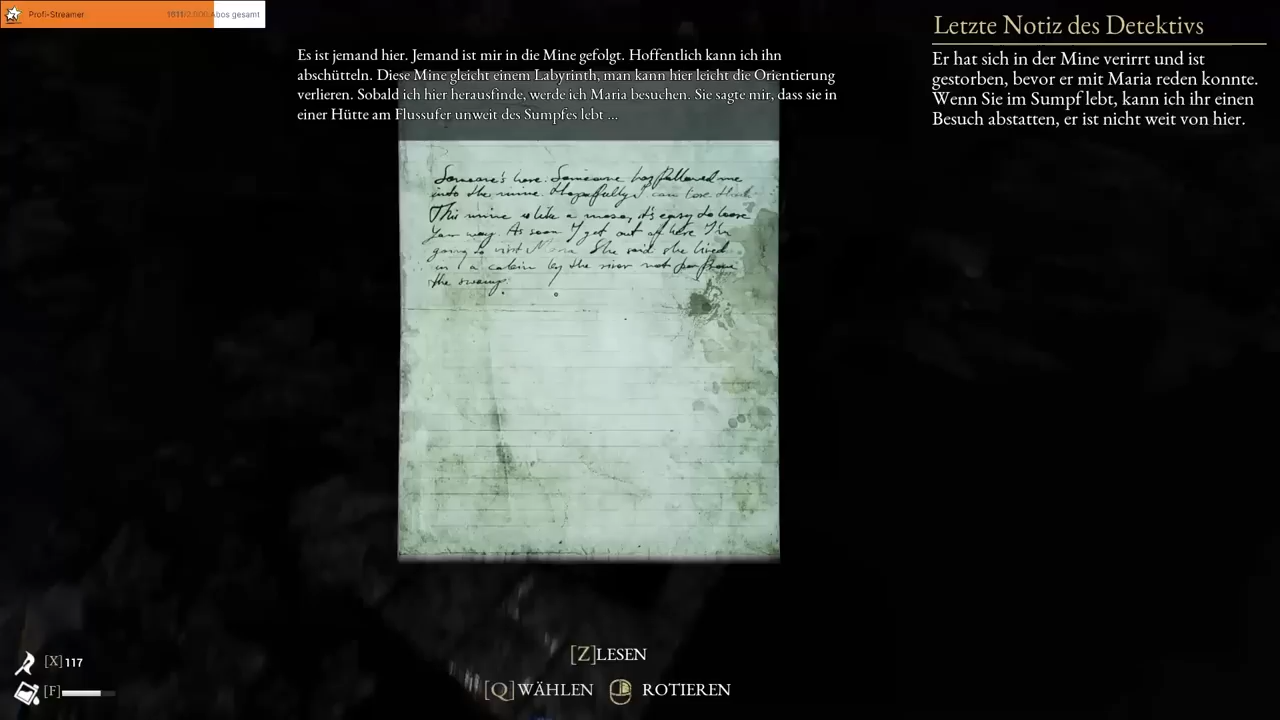 Profi-Streamer
1611/2.000 Abos gesamt
Es ist jemand hier. Jemand ist mir in die Mine gefolgt. Hoffentlich kann ich ihn
abschütteln. Diese Mine gleicht einem Labyrinth, man kann hier leicht die Orientierung
verlieren. Sobald ich hier herausfinde, werde ich Maria besuchen. Sie sagte mir, dass sie in
einer Hütte am Flussufer unweit des Sumpfes lebt ...
Letzte Notiz des Detektivs
Er hat sich in der Mine verirrt und ist
gestorben, bevor er mit Maria reden konnte.
Wenn Sie im Sumpf lebt, kann ich ihr einen
Besuch abstatten, er ist nicht weit von hier.
Someone's here. Someone has followed me
into the mine. Hopefully I can lose them
This mine is like a maze, it's easy to loose
your way. As soon I get out of here I'm
going to visit Maria. She said she lived
in a cabin by the river not far from
the swamp.
[Z]LESEN
[Q]WÄHLEN ROTIEREN
[X]117
[F]